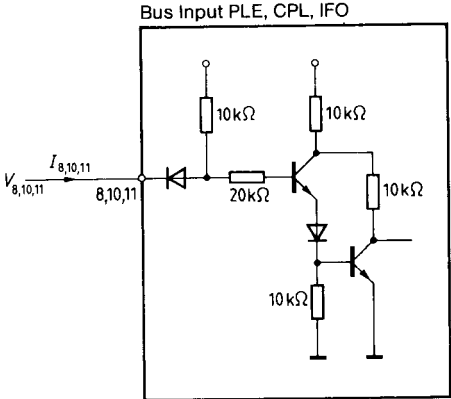 Bus Input PLE, CPL, IFO
10kΩ
10kΩ
I8,10,11
V8,10,11
8,10,11
20kΩ
10kΩ
10kΩ